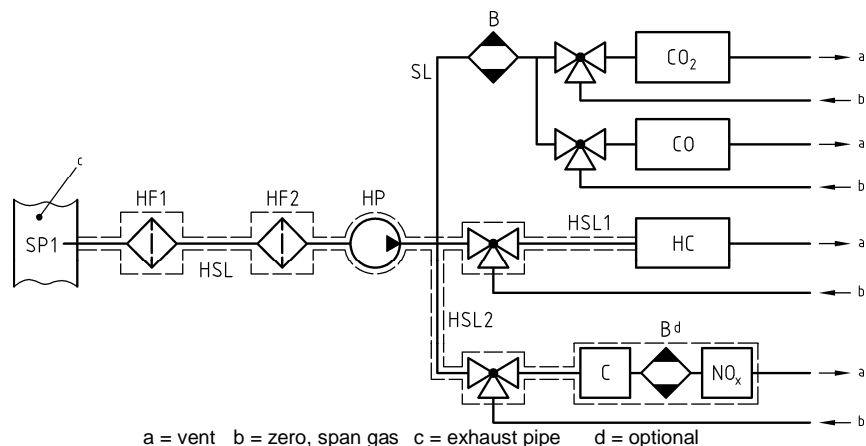 B
SL
CO₂
a
b
c
CO
a
HF1
HF2
HP
b
SP1
HSL
HSL1
HC
a
b
HSL2
Bᵈ
C
NOₓ
a
b
a = vent b = zero, span gas c = exhaust pipe d = optional